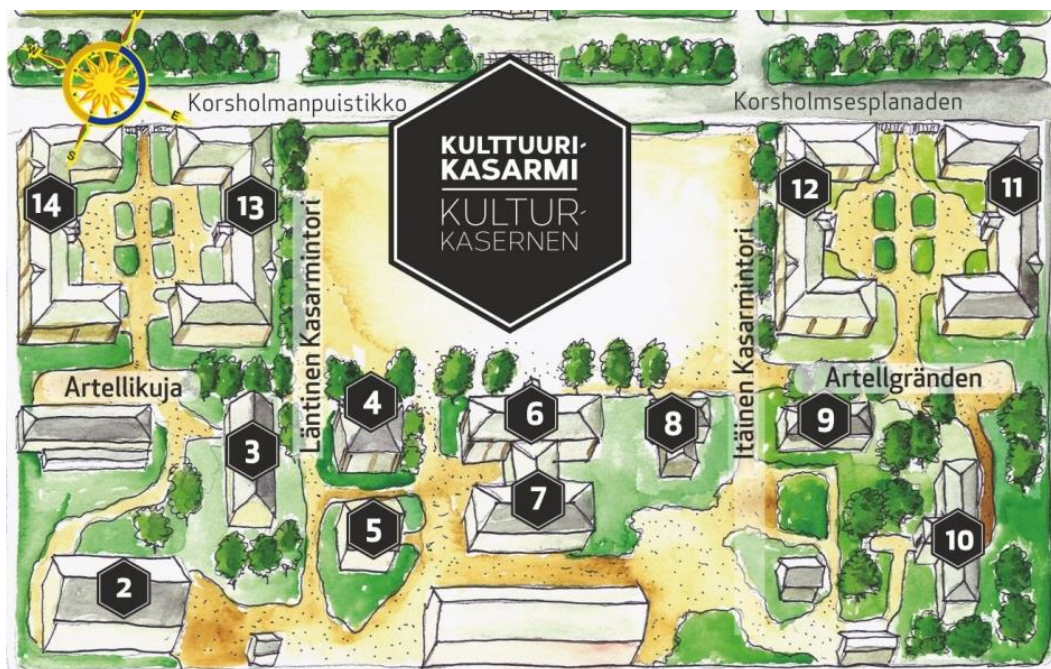 N
W
E
S
Korsholmanpuistikko
Korsholmsesplanaden
KULTTUURI-
KASARMI
KULTUR-
KASERNEN
14
13
12
11
Läntinen Kasarmintori
Itäinen Kasarmintori
Artellikuja
Artellgränden
4
6
8
9
3
7
5
10
2